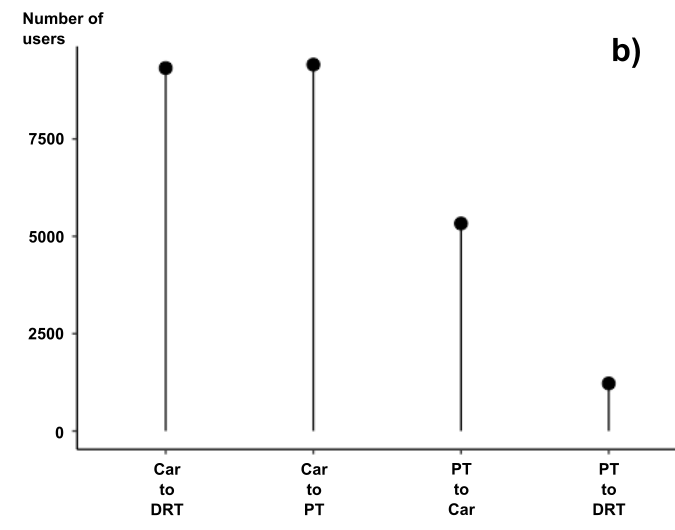 Number of
users
b)
7500
5000
2500
0
Car
to
DRT
Car
to
PT
PT
to
Car
PT
to
DRT